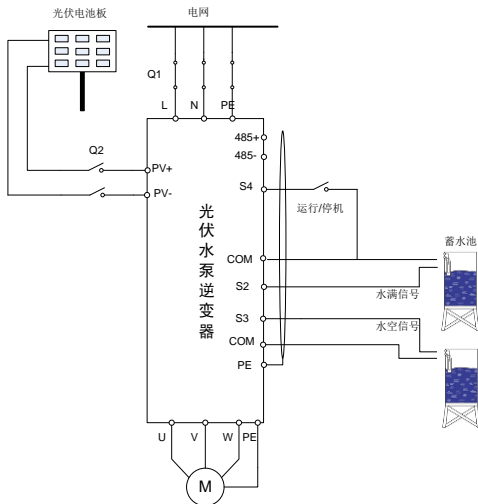 光伏电池板
电网
Q1
L
N
PE
485+
485-
Q2
PV+
PV-
S4
运行/停机
光伏水泵逆变器
蓄水池
COM
S2
水满信号
S3
水空信号
COM
PE
U
V
W
PE
M